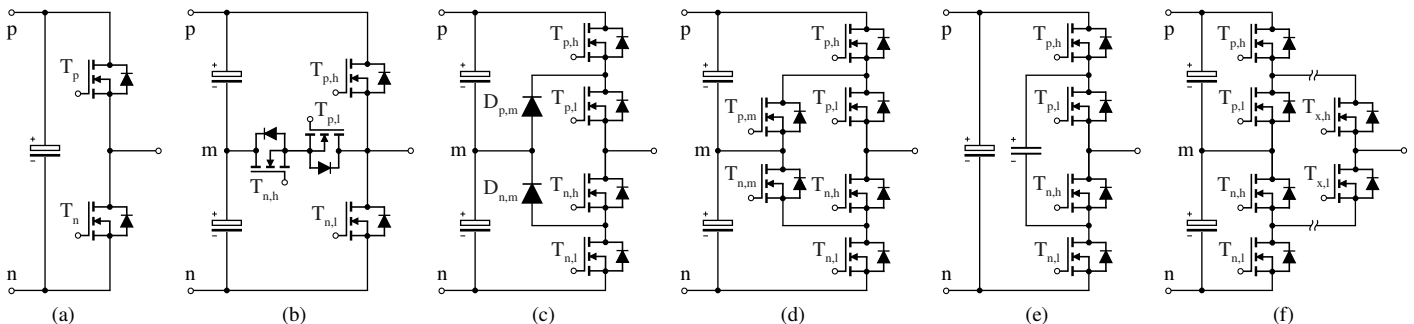 p
T_p
T_n
n
(a)
p
T_p,h
T_p,l
m
T_n,h
T_n,l
n
(b)
p
T_p,h
D_p,m
T_p,l
m
D_n,m
T_n,h
T_n,l
n
(c)
p
T_p,h
T_p,m
T_p,l
m
T_n,m
T_n,h
T_n,l
n
(d)
p
T_p,h
T_p,l
T_n,h
T_n,l
n
(e)
p
T_p,h
T_p,l
T_x,h
m
T_n,h
T_x,l
T_n,l
n
(f)